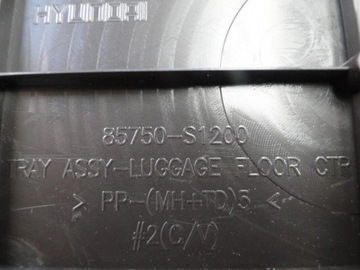 HYUNDAI
85750-S1200
TRAY ASSY-LUGGAGE FLOOR CTR
> PP-(MH+TD)5 <
#2(C/V)